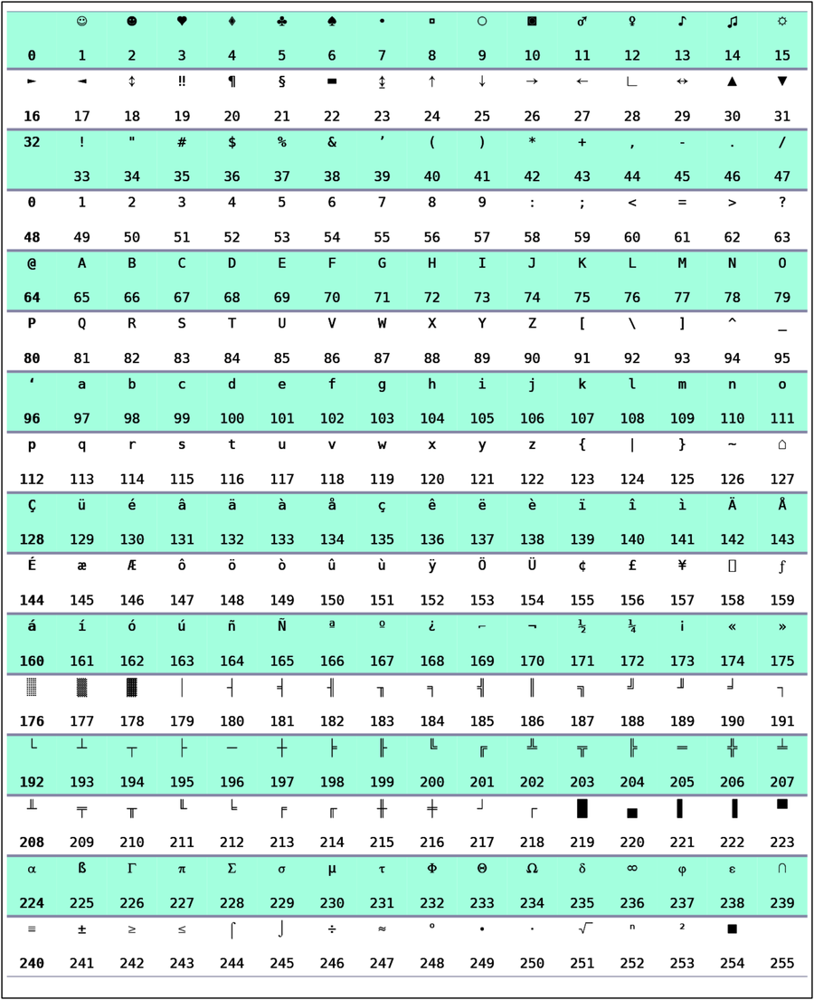 ☺ ☻ ♥ ♦ ♣ ♠ • ◘ ○ ◙ ♂ ♀ ♪ ♫ ☼
0 1 2 3 4 5 6 7 8 9 10 11 12 13 14 15
► ◄ ↕ ‼ ¶ § ▬ ↨ ↑ ↓ → ← ∟ ↔ ▲ ▼
16 17 18 19 20 21 22 23 24 25 26 27 28 29 30 31
32 ! " # $ % & ’ ( ) * + , - . /
33 34 35 36 37 38 39 40 41 42 43 44 45 46 47
0 1 2 3 4 5 6 7 8 9 : ; < = > ?
48 49 50 51 52 53 54 55 56 57 58 59 60 61 62 63
@ A B C D E F G H I J K L M N O
64 65 66 67 68 69 70 71 72 73 74 75 76 77 78 79
P Q R S T U V W X Y Z [ \ ] ^ _
80 81 82 83 84 85 86 87 88 89 90 91 92 93 94 95
‘ a b c d e f g h i j k l m n o
96 97 98 99 100 101 102 103 104 105 106 107 108 109 110 111
p q r s t u v w x y z { | } ~ ⌂
112 113 114 115 116 117 118 119 120 121 122 123 124 125 126 127
Ç ü é â ä à å ç ê ë è ï î ì Ä Å
128 129 130 131 132 133 134 135 136 137 138 139 140 141 142 143
É æ Æ ô ö ò û ù ÿ Ö Ü ¢ £ ¥ ▯ ƒ
144 145 146 147 148 149 150 151 152 153 154 155 156 157 158 159
á í ó ú ñ Ñ ª º ¿ ⌐ ¬ ½ ¼ ¡ « »
160 161 162 163 164 165 166 167 168 169 170 171 172 173 174 175
░ ▒ ▓ │ ┤ ╡ ╢ ╖ ╕ ╣ ║ ╗ ╝ ╜ ╛ ┐
176 177 178 179 180 181 182 183 184 185 186 187 188 189 190 191
└ ┴ ┬ ├ ─ ┼ ╞ ╟ ╚ ╔ ╩ ╦ ╠ ═ ╬ ╧
192 193 194 195 196 197 198 199 200 201 202 203 204 205 206 207
╨ ╤ ╥ ╙ ╘ ╒ ╓ ╫ ╪ ┘ ┌ █ ▄ ▌ ▐ ▀
208 209 210 211 212 213 214 215 216 217 218 219 220 221 222 223
α ß Γ π Σ σ µ τ Φ Θ Ω δ ∞ φ ε ∩
224 225 226 227 228 229 230 231 232 233 234 235 236 237 238 239
≡ ± ≥ ≤ ⌠ ⌡ ÷ ≈ ° • · √ ⁿ ² ■
240 241 242 243 244 245 246 247 248 249 250 251 252 253 254 255